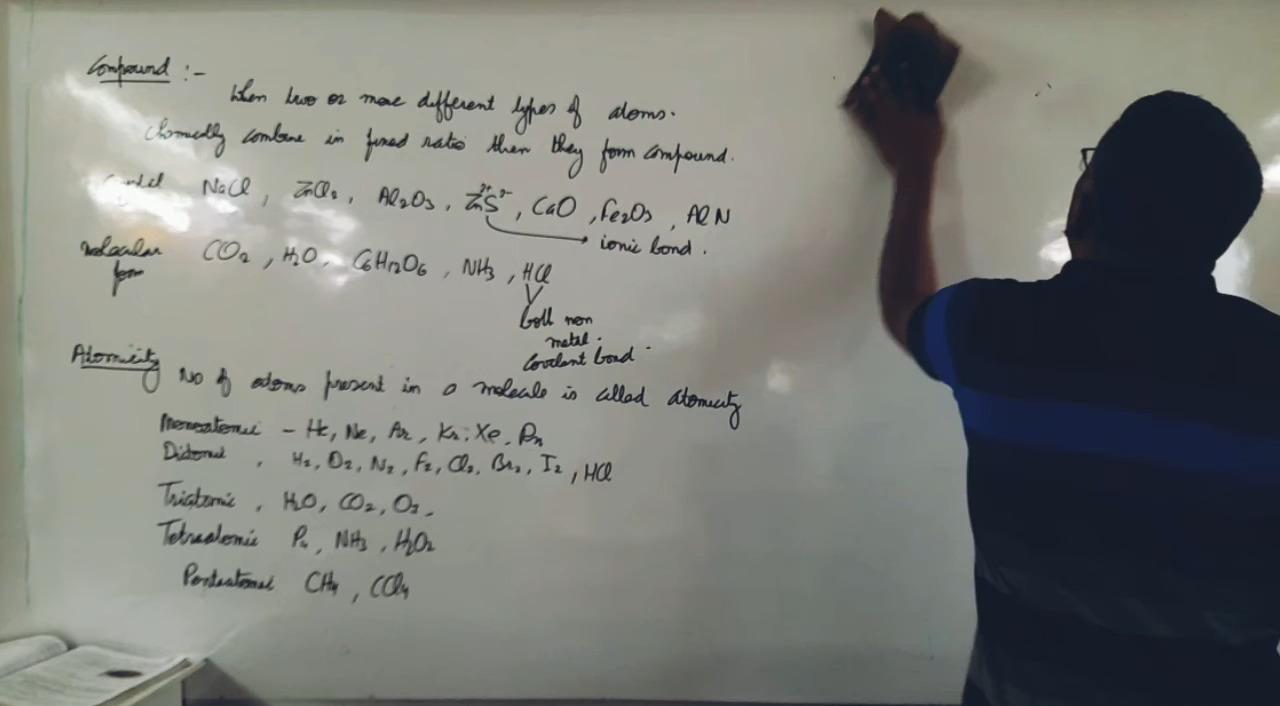 Compound :-
When two or more different types of atoms.
chemically combine in fixed ratio then they form compound.
NaCl, ZnCl₂, Al₂O₃, Zn²⁺S²⁻, CaO, Fe₂O₃, AlN
ionic bond.
molecular form CO₂, H₂O, C₆H₁₂O₆, NH₃, HCl
both non
metal.
Covalent bond.
Atomicity
No of atoms present in a molecule is called atomicity
Monoatomic - He, Ne, Ar, Kr, Xe, Rn
Diatomic, H₂, O₂, N₂, F₂, Cl₂, Br₂, I₂, HCl
Triatomic, H₂O, CO₂, O₃,
Tetraatomic P₄, NH₃, H₂O₂
Pentaatomic CH₄, CCl₄